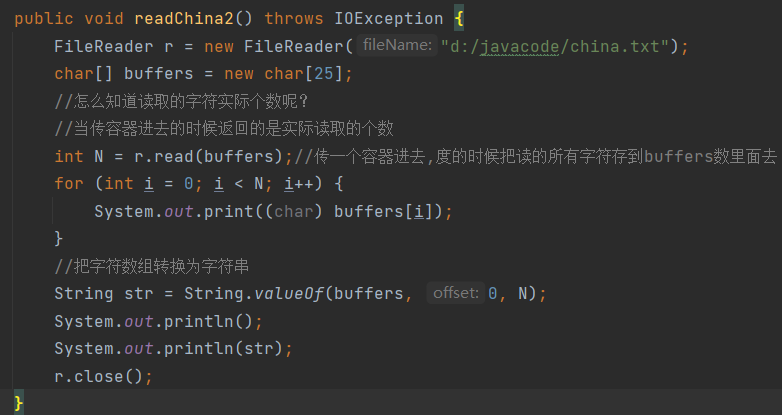 public void readChina2() throws IOException {
FileReader r = new FileReader( fileName: "d:/javacode/china.txt");
char[] buffers = new char[25];
//怎么知道读取的字符实际个数呢?
//当传容器进去的时候返回的是实际读取的个数
int N = r.read(buffers);//传一个容器进去,度的时候把读的所有字符存到buffers数里面去
for (int i = 0; i < N; i++) {
System.out.print((char) buffers[i]);
}
//把字符数组转换为字符串
String str = String.valueOf(buffers, offset: 0, N);
System.out.println();
System.out.println(str);
r.close();
}